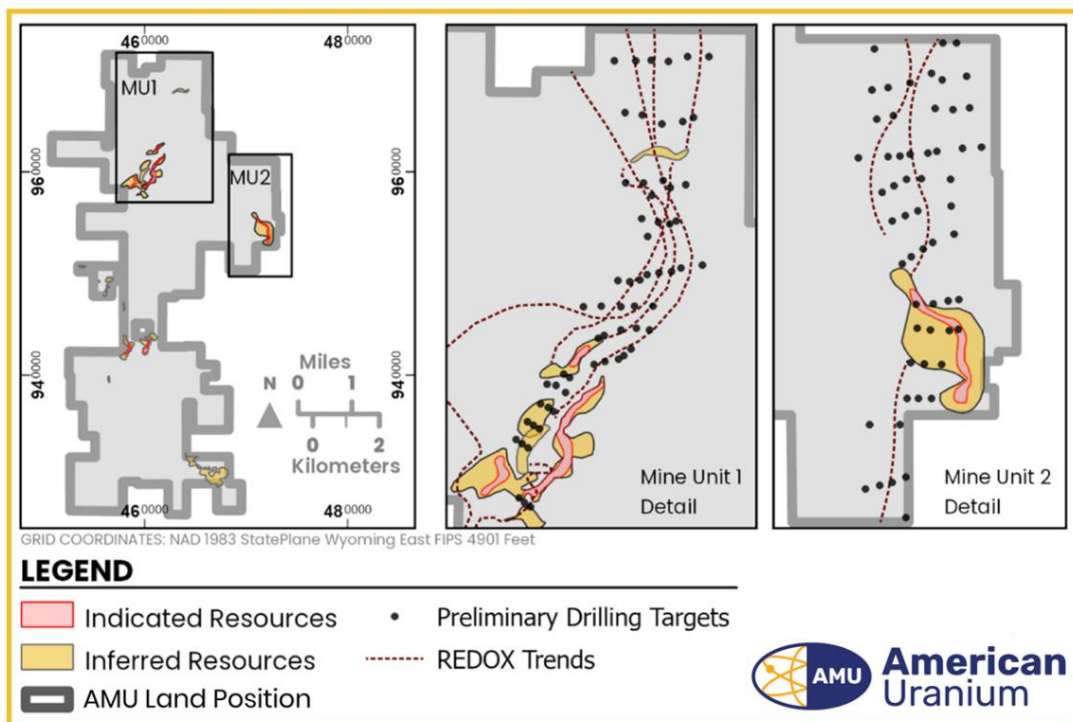 460000
480000
MU1
960000
960000
MU2
940000
940000
N
Miles
0 1
0 2
Kilometers
460000
480000
Mine Unit 1
Detail
Mine Unit 2
Detail
GRID COORDINATES: NAD 1983 StatePlane Wyoming East FIPS 4901 Feet
LEGEND
Indicated Resources
Preliminary Drilling Targets
Inferred Resources
REDOX Trends
AMU Land Position
AMU
American
Uranium